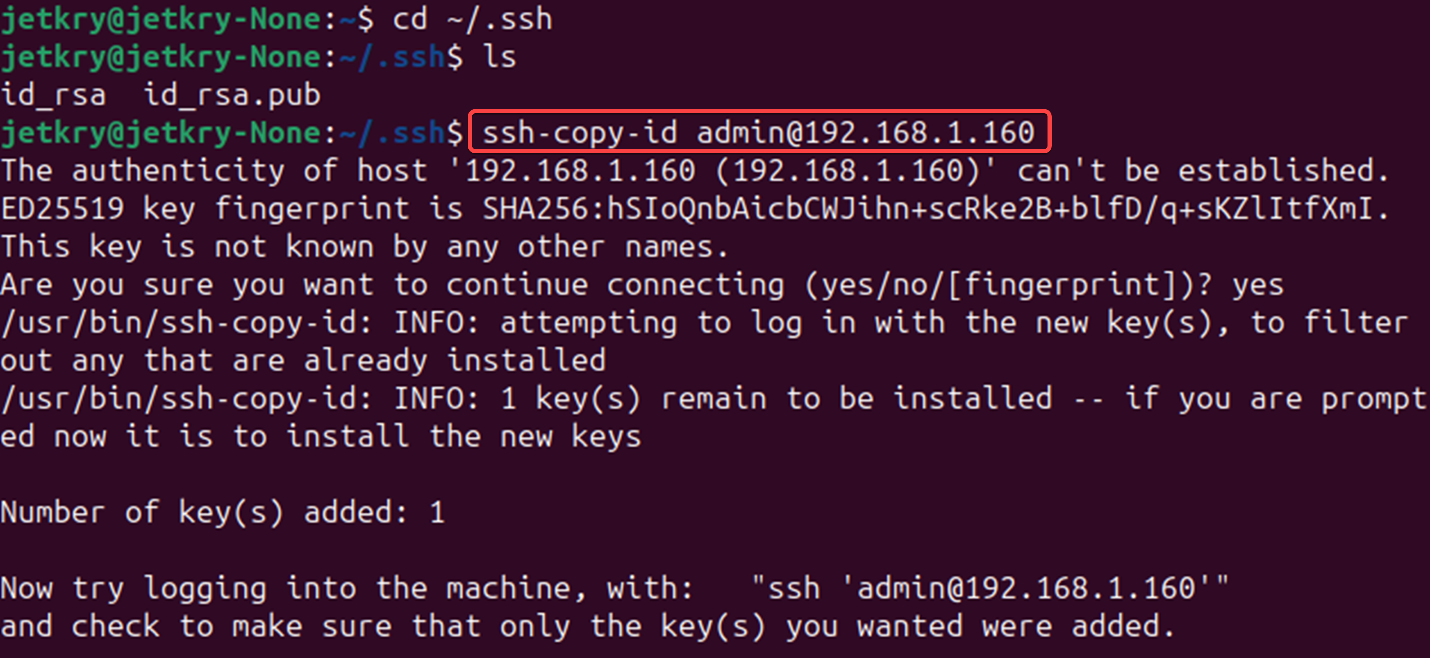 jetkry@jetkry-None:~$ cd ~/.ssh
jetkry@jetkry-None:~/.ssh$ ls
id_rsa  id_rsa.pub
jetkry@jetkry-None:~/.ssh$ ssh-copy-id admin@192.168.1.160
The authenticity of host '192.168.1.160 (192.168.1.160)' can't be established.
ED25519 key fingerprint is SHA256:hSIoQnbAicbCWJihn+scRke2B+blfD/q+sKZlItfXmI.
This key is not known by any other names.
Are you sure you want to continue connecting (yes/no/[fingerprint])? yes
/usr/bin/ssh-copy-id: INFO: attempting to log in with the new key(s), to filter
out any that are already installed
/usr/bin/ssh-copy-id: INFO: 1 key(s) remain to be installed -- if you are prompt
ed now it is to install the new keys

Number of key(s) added: 1

Now try logging into the machine, with:   "ssh 'admin@192.168.1.160'"
and check to make sure that only the key(s) you wanted were added.